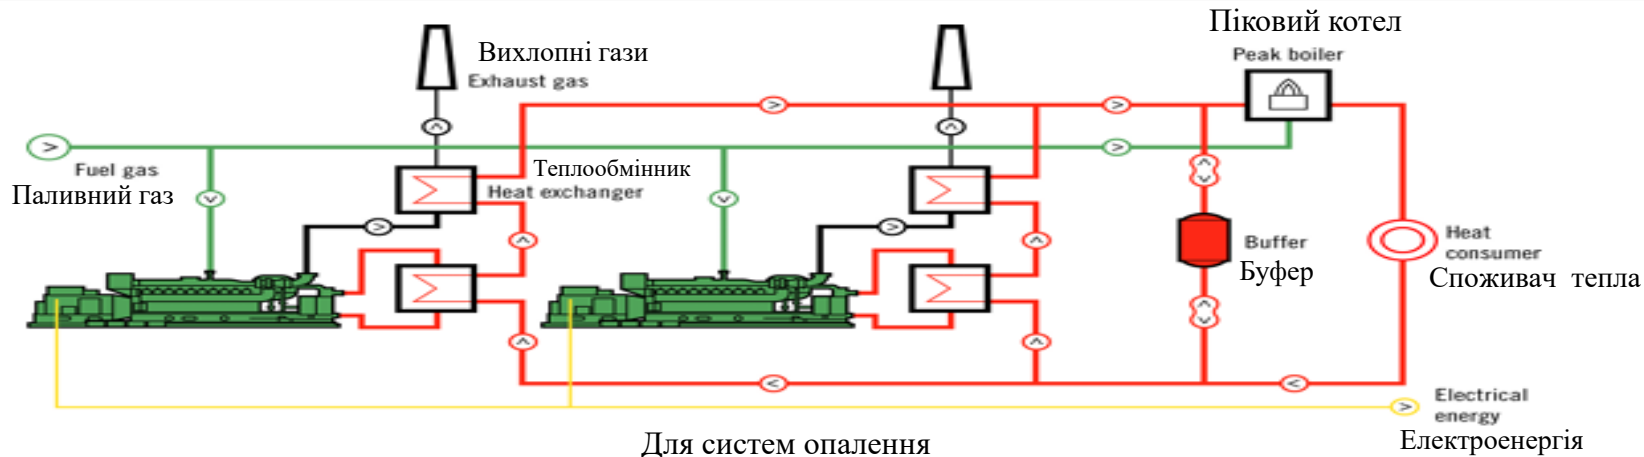 Піковий котел
Peak boiler
Вихлопні гази
Exhaust gas
Fuel gas
Паливний газ
Теплообмінник
Heat exchanger
Buffer
Буфер
Heat
consumer
Споживач тепла
Electrical
energy
Електроенергія
Для систем опалення